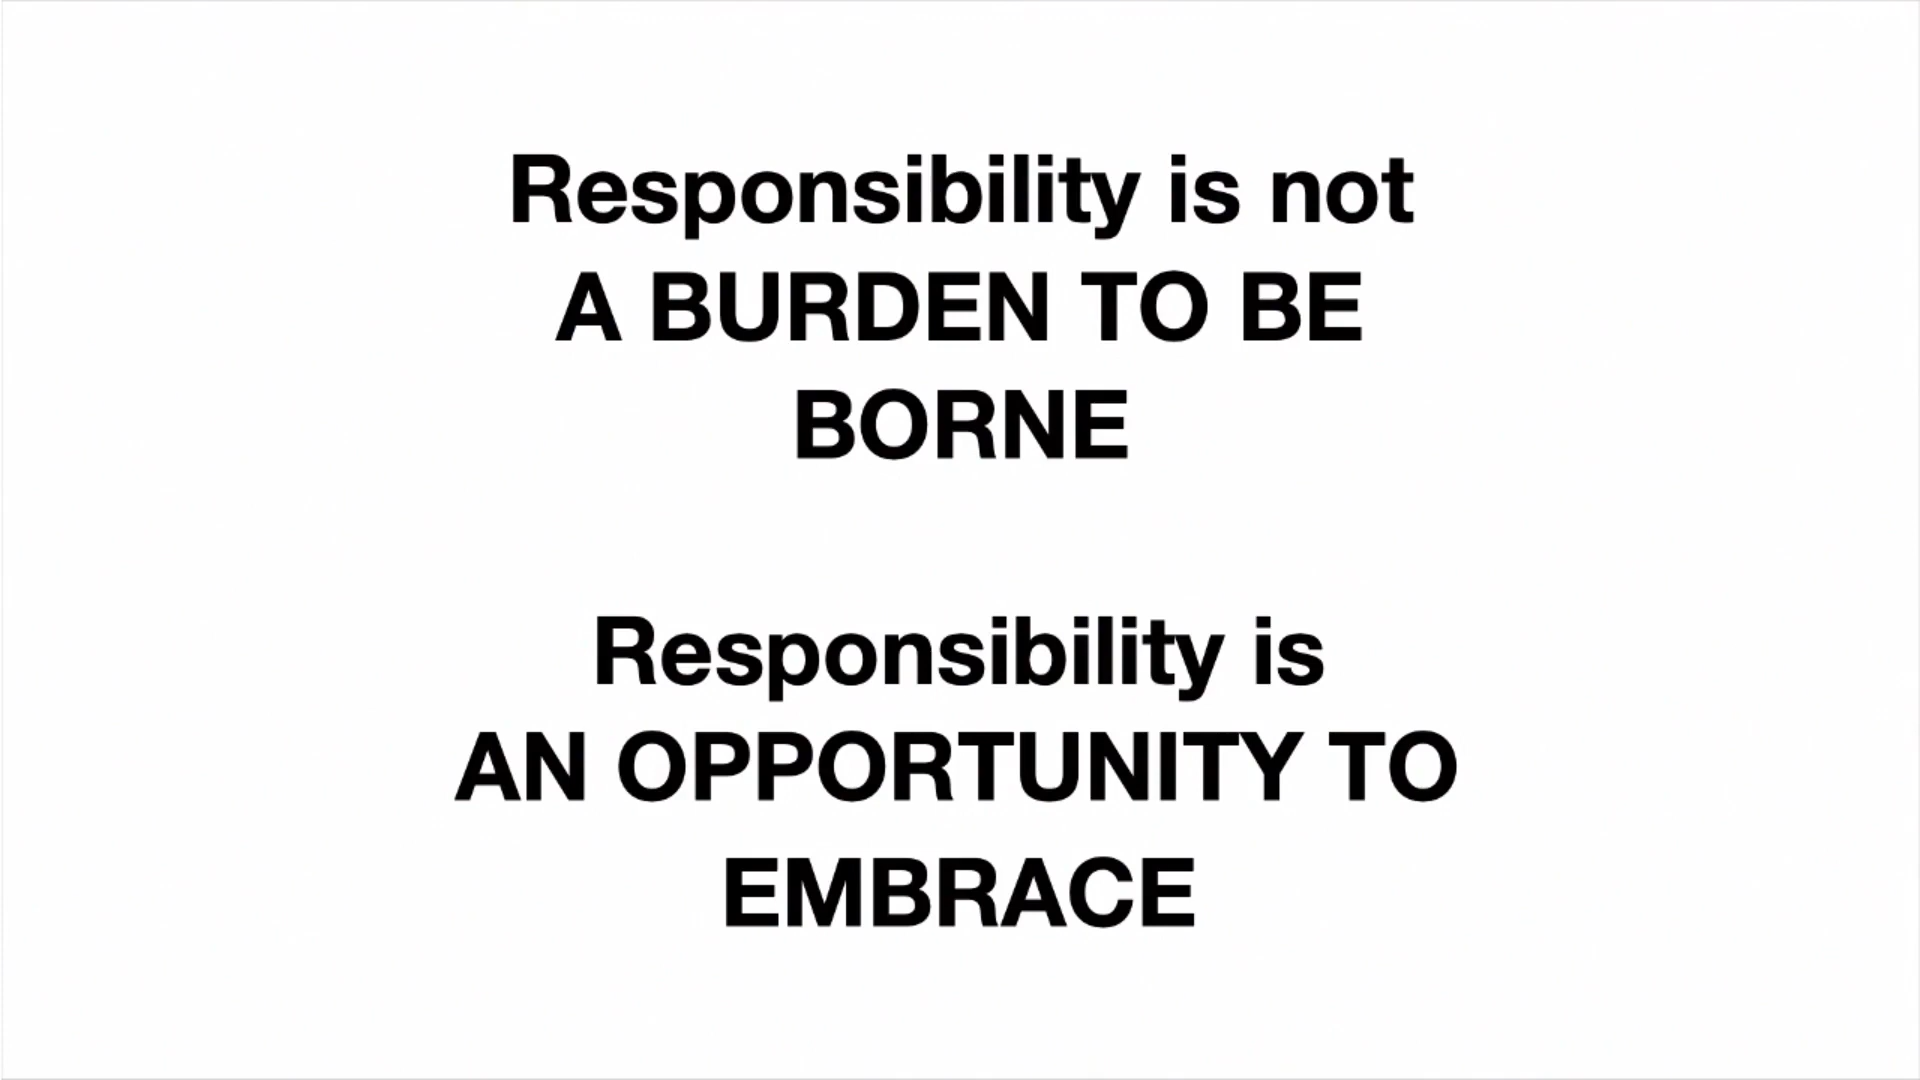 Responsibility is not
A BURDEN TO BE
BORNE
Responsibility is
AN OPPORTUNITY TO
EMBRACE